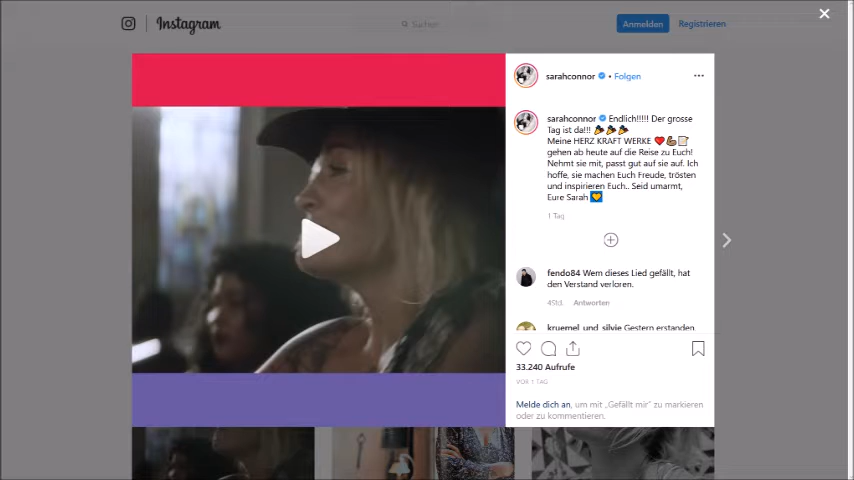 Instagram
Suchen
Anmelden
Registrieren
sarahconnor • Folgen
sarahconnor Endlich!!!!! Der grosse
Tag ist da!!! 🎉🎉🎉
Meine HERZ KRAFT WERKE ❤️💪📝
gehen ab heute auf die Reise zu Euch!
Nehmt sie mit, passt gut auf sie auf. Ich
hoffe, sie machen Euch Freude, trösten
und inspirieren Euch.. Seid umarmt,
Eure Sarah 🧡
1 Tag
fendo84 Wem dieses Lied gefällt, hat
den Verstand verloren.
4Std. Antworten
kruemel_und_silvie Gestern erstanden,
33.240 Aufrufe
VOR 1 TAG
Melde dich an, um mit „Gefällt mir“ zu markieren
oder zu kommentieren.